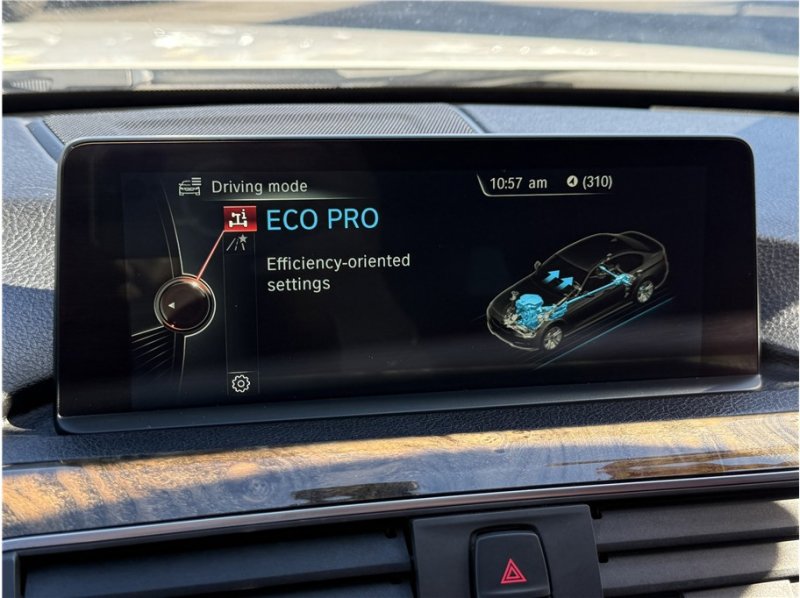 Driving mode
10:57 am (310)
ECO PRO
Efficiency-oriented
settings